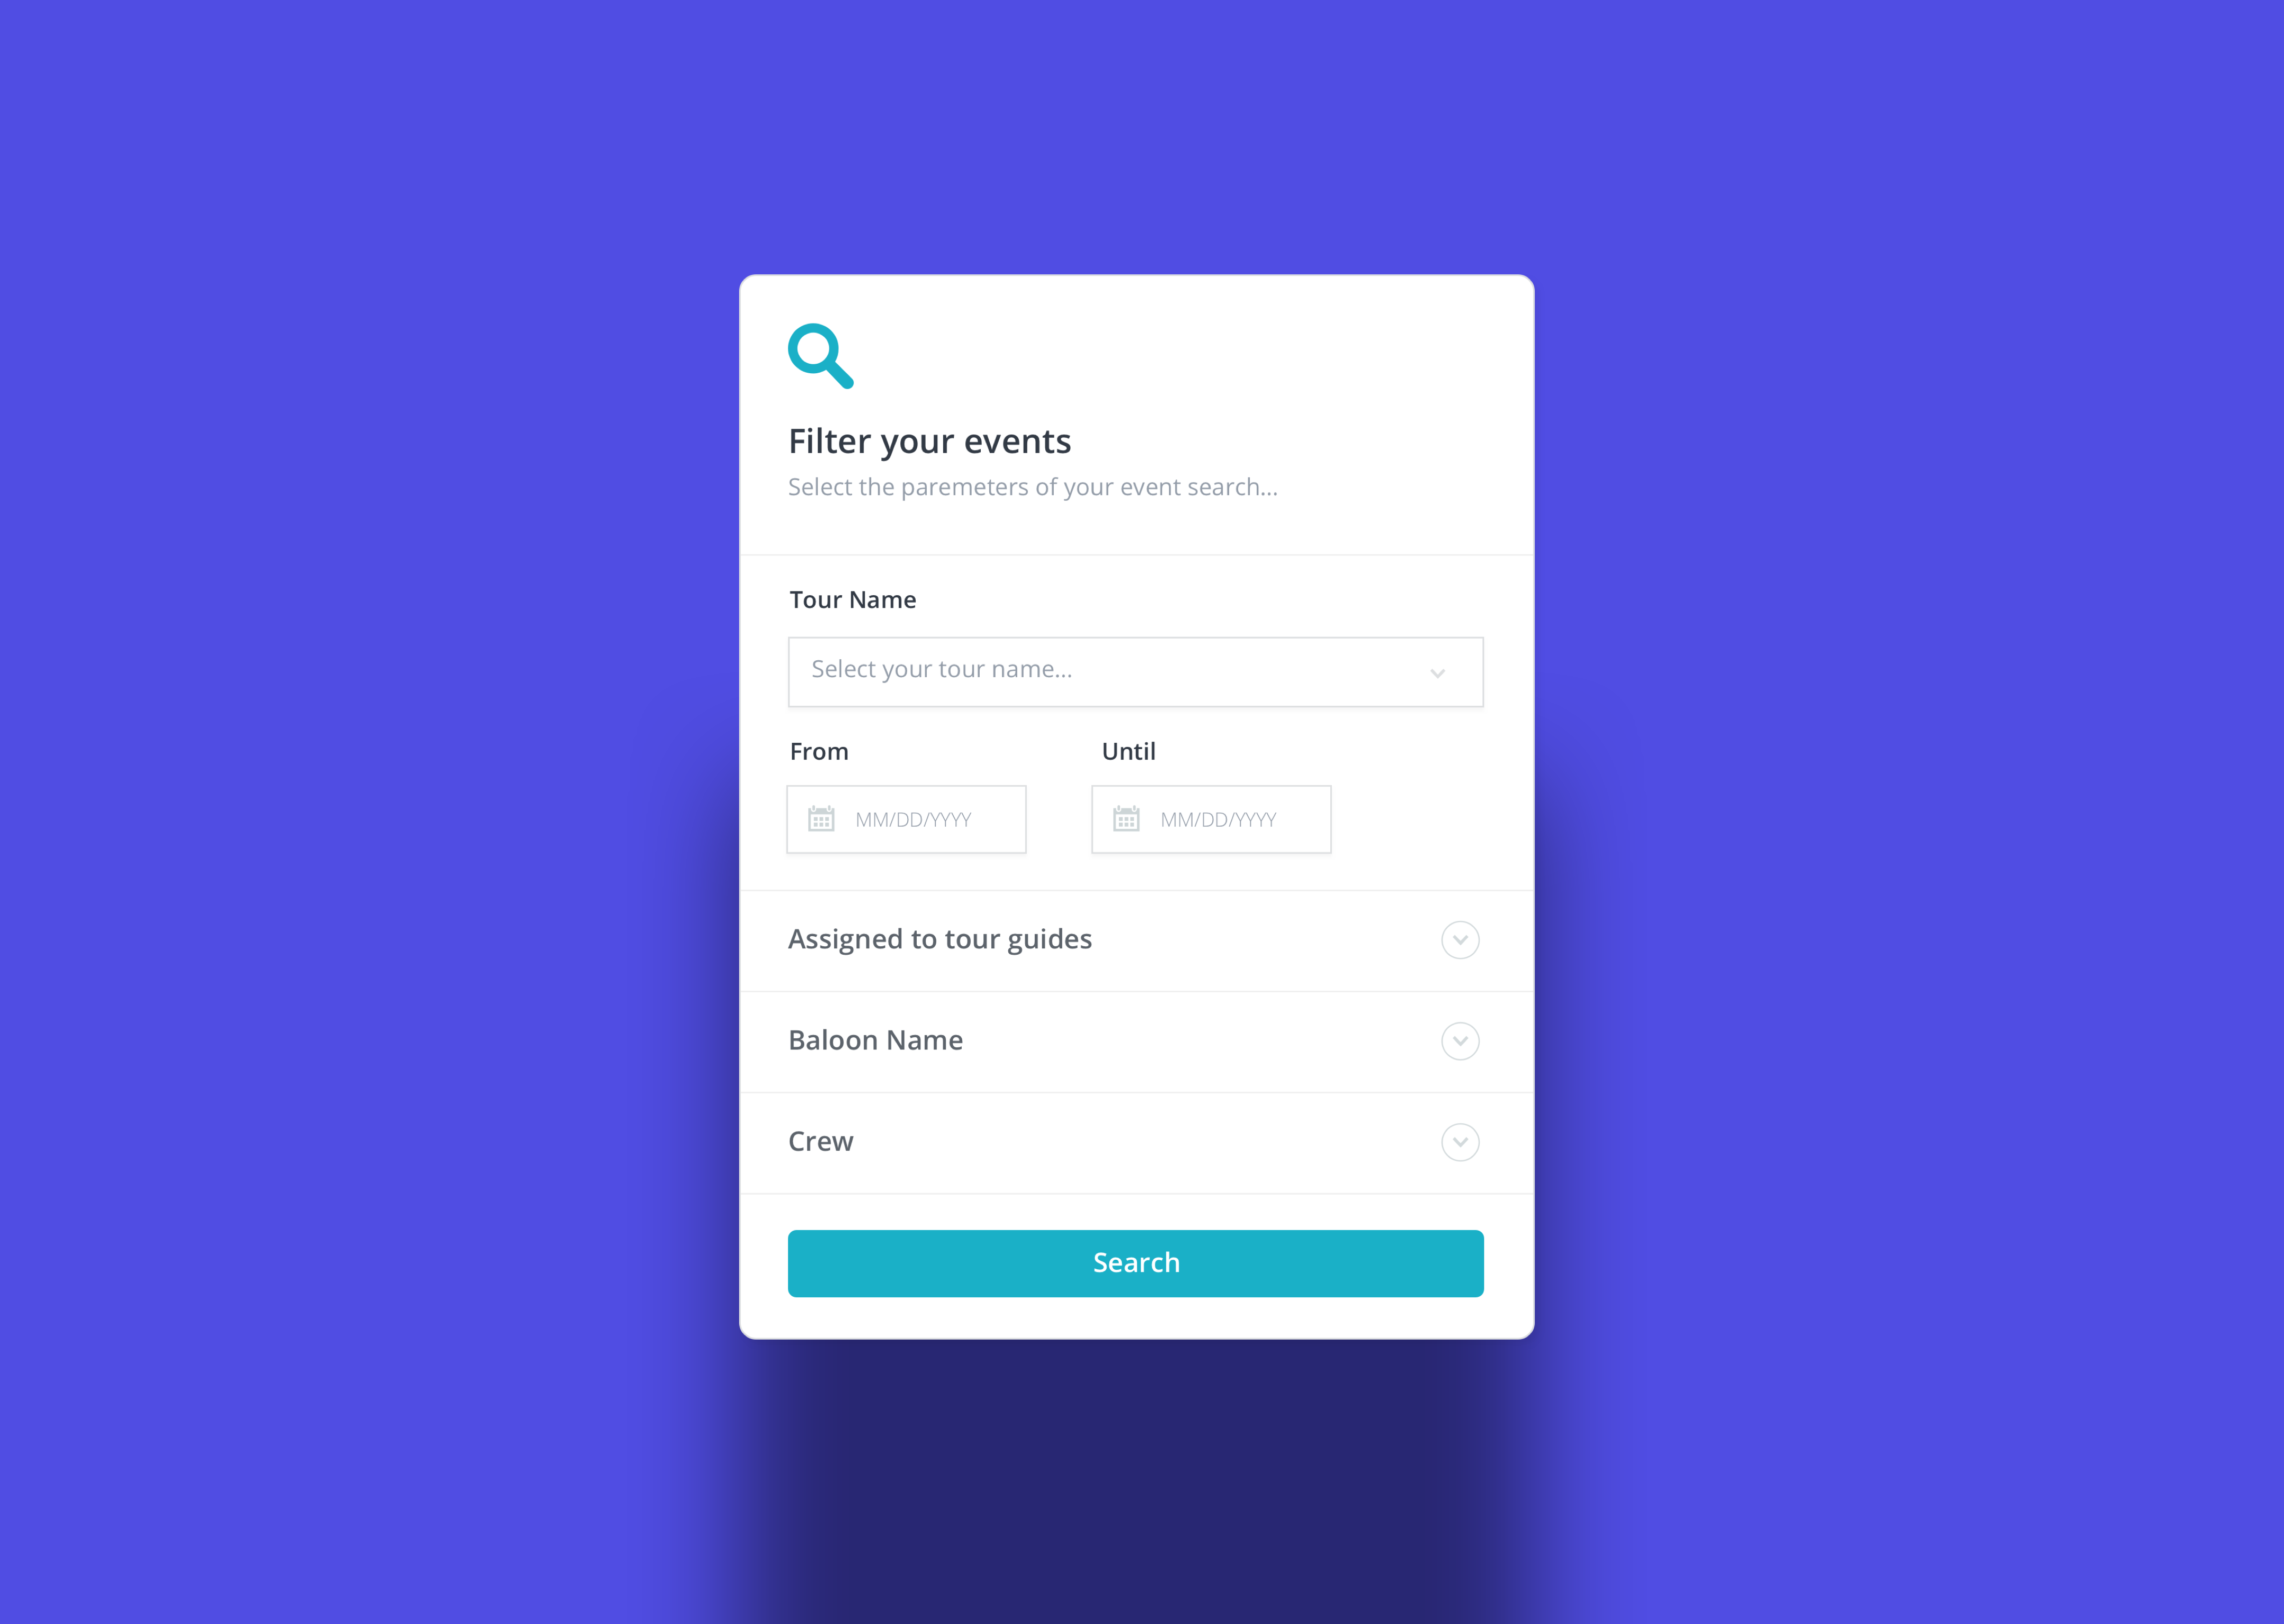 Filter your events
Select the paremeters of your event search...
Tour Name
Select your tour name...
From Until
MM/DD/YYYY MM/DD/YYYY
Assigned to tour guides
Baloon Name
Crew
Search